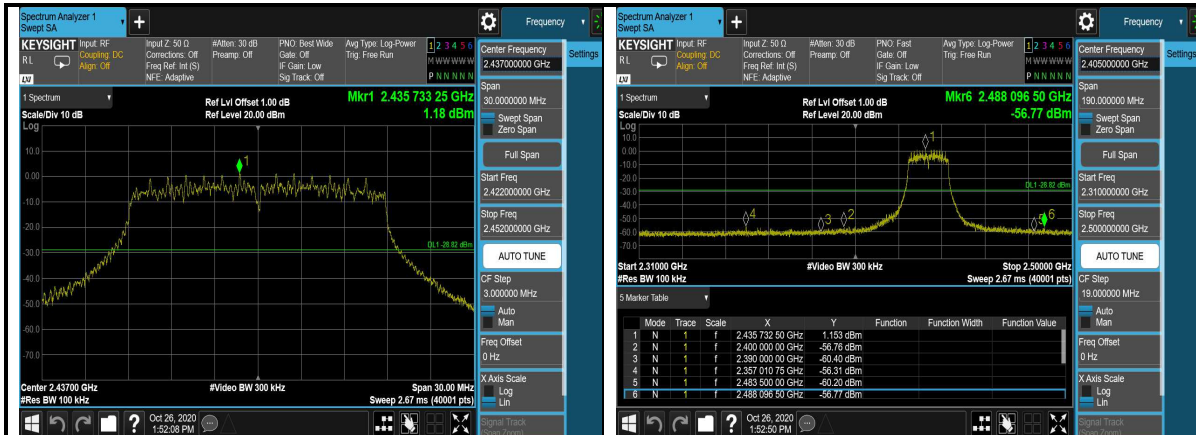 Spectrum Analyzer 1
Swept SA
+
Frequency
KEYSIGHT
RL
LXI
Input: RF
Coupling: DC
Align: Off
Input Z: 50 Ω
Corrections: Off
Freq Ref: Int (S)
NFE: Adaptive
#Atten: 30 dB
Preamp: Off
PNO: Best Wide
Gate: Off
IF Gain: Low
Sig Track: Off
Avg Type: Log-Power
Trig: Free Run
1 2 3 4 5 6
M W W W W W
P N N N N N
Center Frequency
2.437000000 GHz
Settings
1 Spectrum
Scale/Div 10 dB
Ref Lvl Offset 1.00 dB
Ref Level 20.00 dBm
Mkr1 2.435 733 25 GHz
1.18 dBm
Span
30.0000000 MHz
Swept Span
Zero Span
Full Span
Start Freq
2.422000000 GHz
Stop Freq
2.452000000 GHz
AUTO TUNE
CF Step
3.000000 MHz
Auto
Man
Freq Offset
0 Hz
X Axis Scale
Log
Lin
Signal Track
(Span Zoom)
Log
10.0
0.00
-10.0
-20.0
-30.0
-40.0
-50.0
-60.0
-70.0
1
DL1 -28.82 dBm
Center 2.43700 GHz
#Res BW 100 kHz
#Video BW 300 kHz
Span 30.00 MHz
Sweep 2.67 ms (40001 pts)
?
Oct 26, 2020
1:52:08 PM
Spectrum Analyzer 1
Swept SA
+
Frequency
KEYSIGHT
RL
LXI
Input: RF
Coupling: DC
Align: Off
Input Z: 50 Ω
Corrections: Off
Freq Ref: Int (S)
NFE: Adaptive
#Atten: 30 dB
Preamp: Off
PNO: Fast
Gate: Off
IF Gain: Low
Sig Track: Off
Avg Type: Log-Power
Trig: Free Run
1 2 3 4 5 6
M W W W W W
P N N N N N
Center Frequency
2.405000000 GHz
Settings
1 Spectrum
Scale/Div 10 dB
Ref Lvl Offset 1.00 dB
Ref Level 20.00 dBm
Mkr6 2.488 096 50 GHz
-56.77 dBm
Span
190.000000 MHz
Swept Span
Zero Span
Full Span
Start Freq
2.310000000 GHz
Stop Freq
2.500000000 GHz
AUTO TUNE
CF Step
19.000000 MHz
Auto
Man
Freq Offset
0 Hz
X Axis Scale
Log
Lin
Signal Track
(Span Zoom)
Log
10.0
0.00
-10.0
-20.0
-30.0
-40.0
-50.0
-60.0
-70.0
1
DL1 -28.82 dBm
4
3
2
5
6
Start 2.31000 GHz
#Res BW 100 kHz
#Video BW 300 kHz
Stop 2.50000 GHz
Sweep 2.67 ms (40001 pts)
5 Marker Table
Mode Trace Scale X Y Function Function Width Function Value
1 N 1 f 2.435 732 50 GHz 1.153 dBm
2 N 1 f 2.400 000 00 GHz -56.76 dBm
3 N 1 f 2.390 000 00 GHz -60.40 dBm
4 N 1 f 2.357 010 75 GHz -56.31 dBm
5 N 1 f 2.483 500 00 GHz -60.20 dBm
6 N 1 f 2.488 096 50 GHz -56.77 dBm
?
Oct 26, 2020
1:52:50 PM